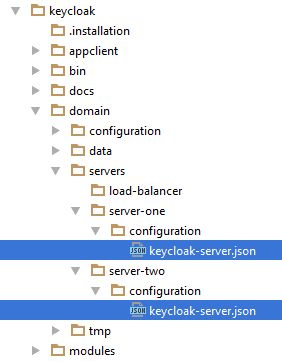 keycloak
.installation
appclient
bin
docs
domain
configuration
data
servers
load-balancer
server-one
configuration
JSON keycloak-server.json
server-two
configuration
JSON keycloak-server.json
tmp
modules